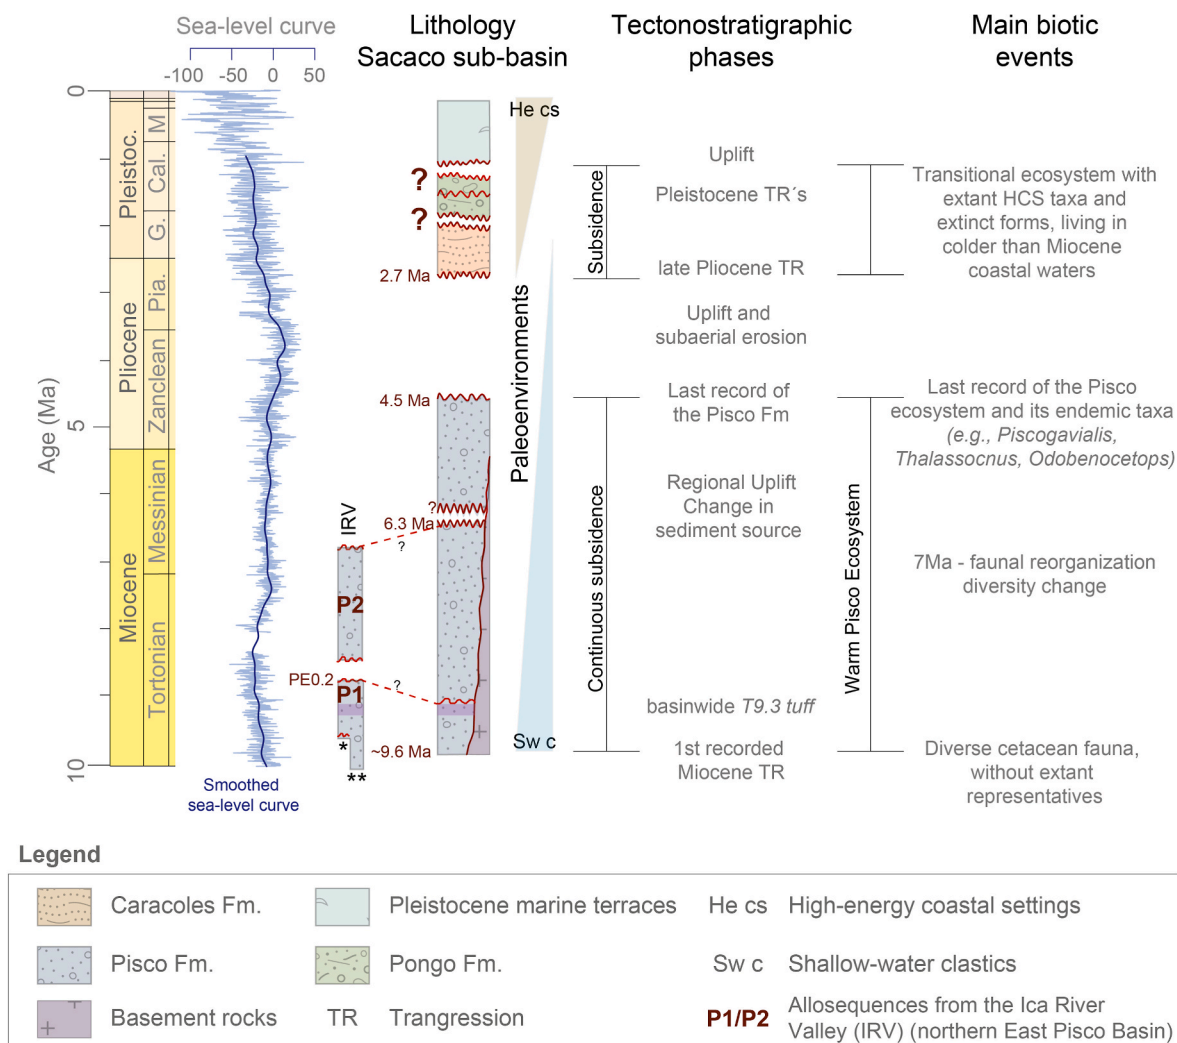 Sea-level curve
Lithology
Sacaco sub-basin
Tectonostratigraphic
phases
Main biotic
events
-100 -50 0 50
0
5
10
Age (Ma)
Pleistoc.
Pliocene
Miocene
M
Cal.
G.
Pia.
Zanclean
Messinian
Tortonian
Smoothed
sea-level curve
IRV
P2
PE0.2
P1
*
**
?
?
2.7 Ma
4.5 Ma
?
6.3 Ma
?
?
~9.6 Ma
He cs
Paleoenvironments
Sw c
Subsidence
Continuous subsidence
Uplift
Pleistocene TR´s
late Pliocene TR
Uplift and
subaerial erosion
Last record of
the Pisco Fm
Regional Uplift
Change in
sediment source
basinwide T9.3 tuff
1st recorded
Miocene TR
Warm Pisco Ecosystem
Transitional ecosystem with
extant HCS taxa and
extinct forms, living in
colder than Miocene
coastal waters
Last record of the Pisco
ecosystem and its endemic taxa
(e.g., Piscogavialis,
Thalassocnus, Odobenocetops)
7Ma - faunal reorganization
diversity change
Diverse cetacean fauna,
without extant
representatives
Legend
Caracoles Fm.
Pleistocene marine terraces
He cs High-energy coastal settings
Pisco Fm.
Pongo Fm.
Sw c Shallow-water clastics
Basement rocks
TR Trangression
P1/P2 Allosequences from the Ica River
Valley (IRV) (northern East Pisco Basin)